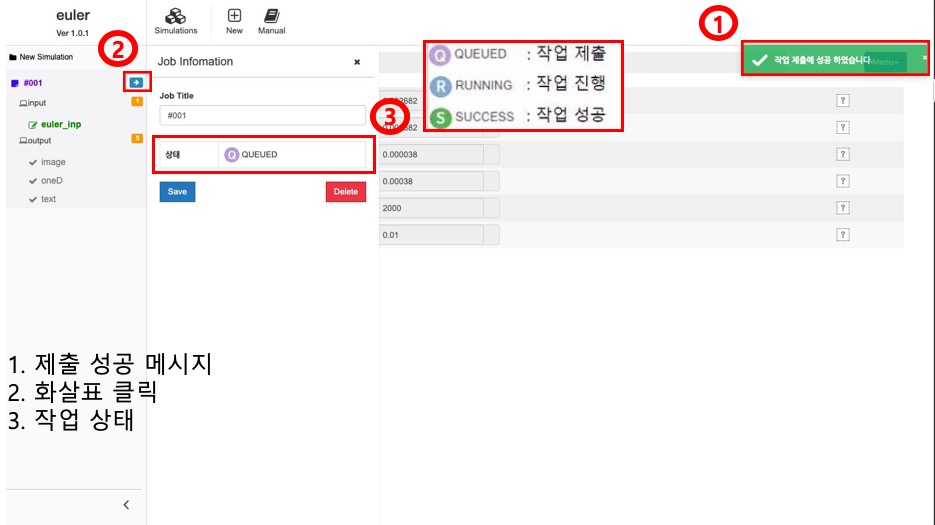 euler
Ver 1.0.1
Simulations
New
Manual
1
2
New Simulation
#001
input
1
euler_inp
output
3
image
oneD
text
Job Infomation
×
Job Title
#001
3
상태
Q QUEUED
Save
Delete
Q QUEUED : 작업 제출
R RUNNING : 작업 진행
S SUCCESS : 작업 성공
작업 제출에 성공 하였습니다.
Menu
×
0.000038
?
0.00038
?
2000
?
0.01
?
1. 제출 성공 메시지
2. 화살표 클릭
3. 작업 상태